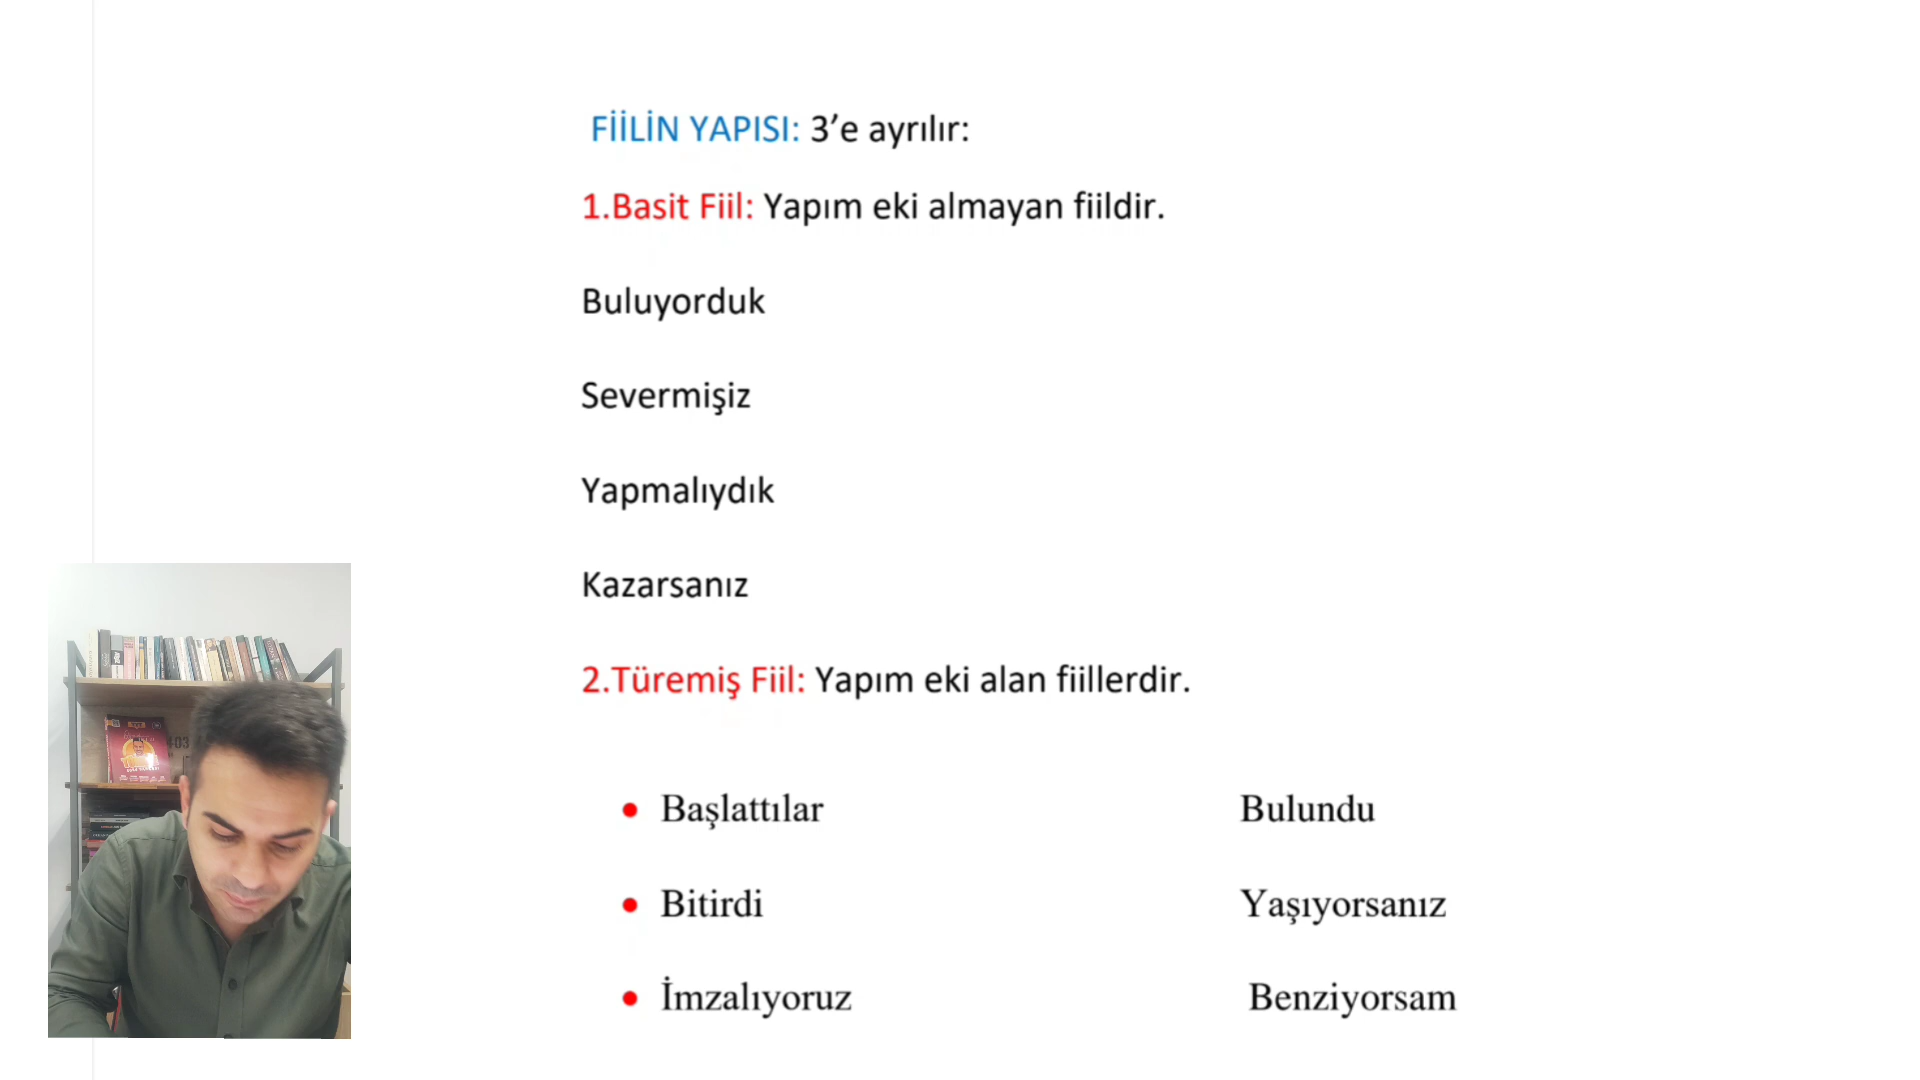 FİİLİN YAPISI: 3’e ayrılır:
1.Basit Fiil: Yapım eki almayan fiildir.
Buluyorduk
Severmişiz
Yapmalıydık
Kazarsanız
2.Türemiş Fiil: Yapım eki alan fiillerdir.
• Başlattılar Bulundu
• Bitirdi Yaşıyorsanız
• İmzalıyoruz Benziyorsam